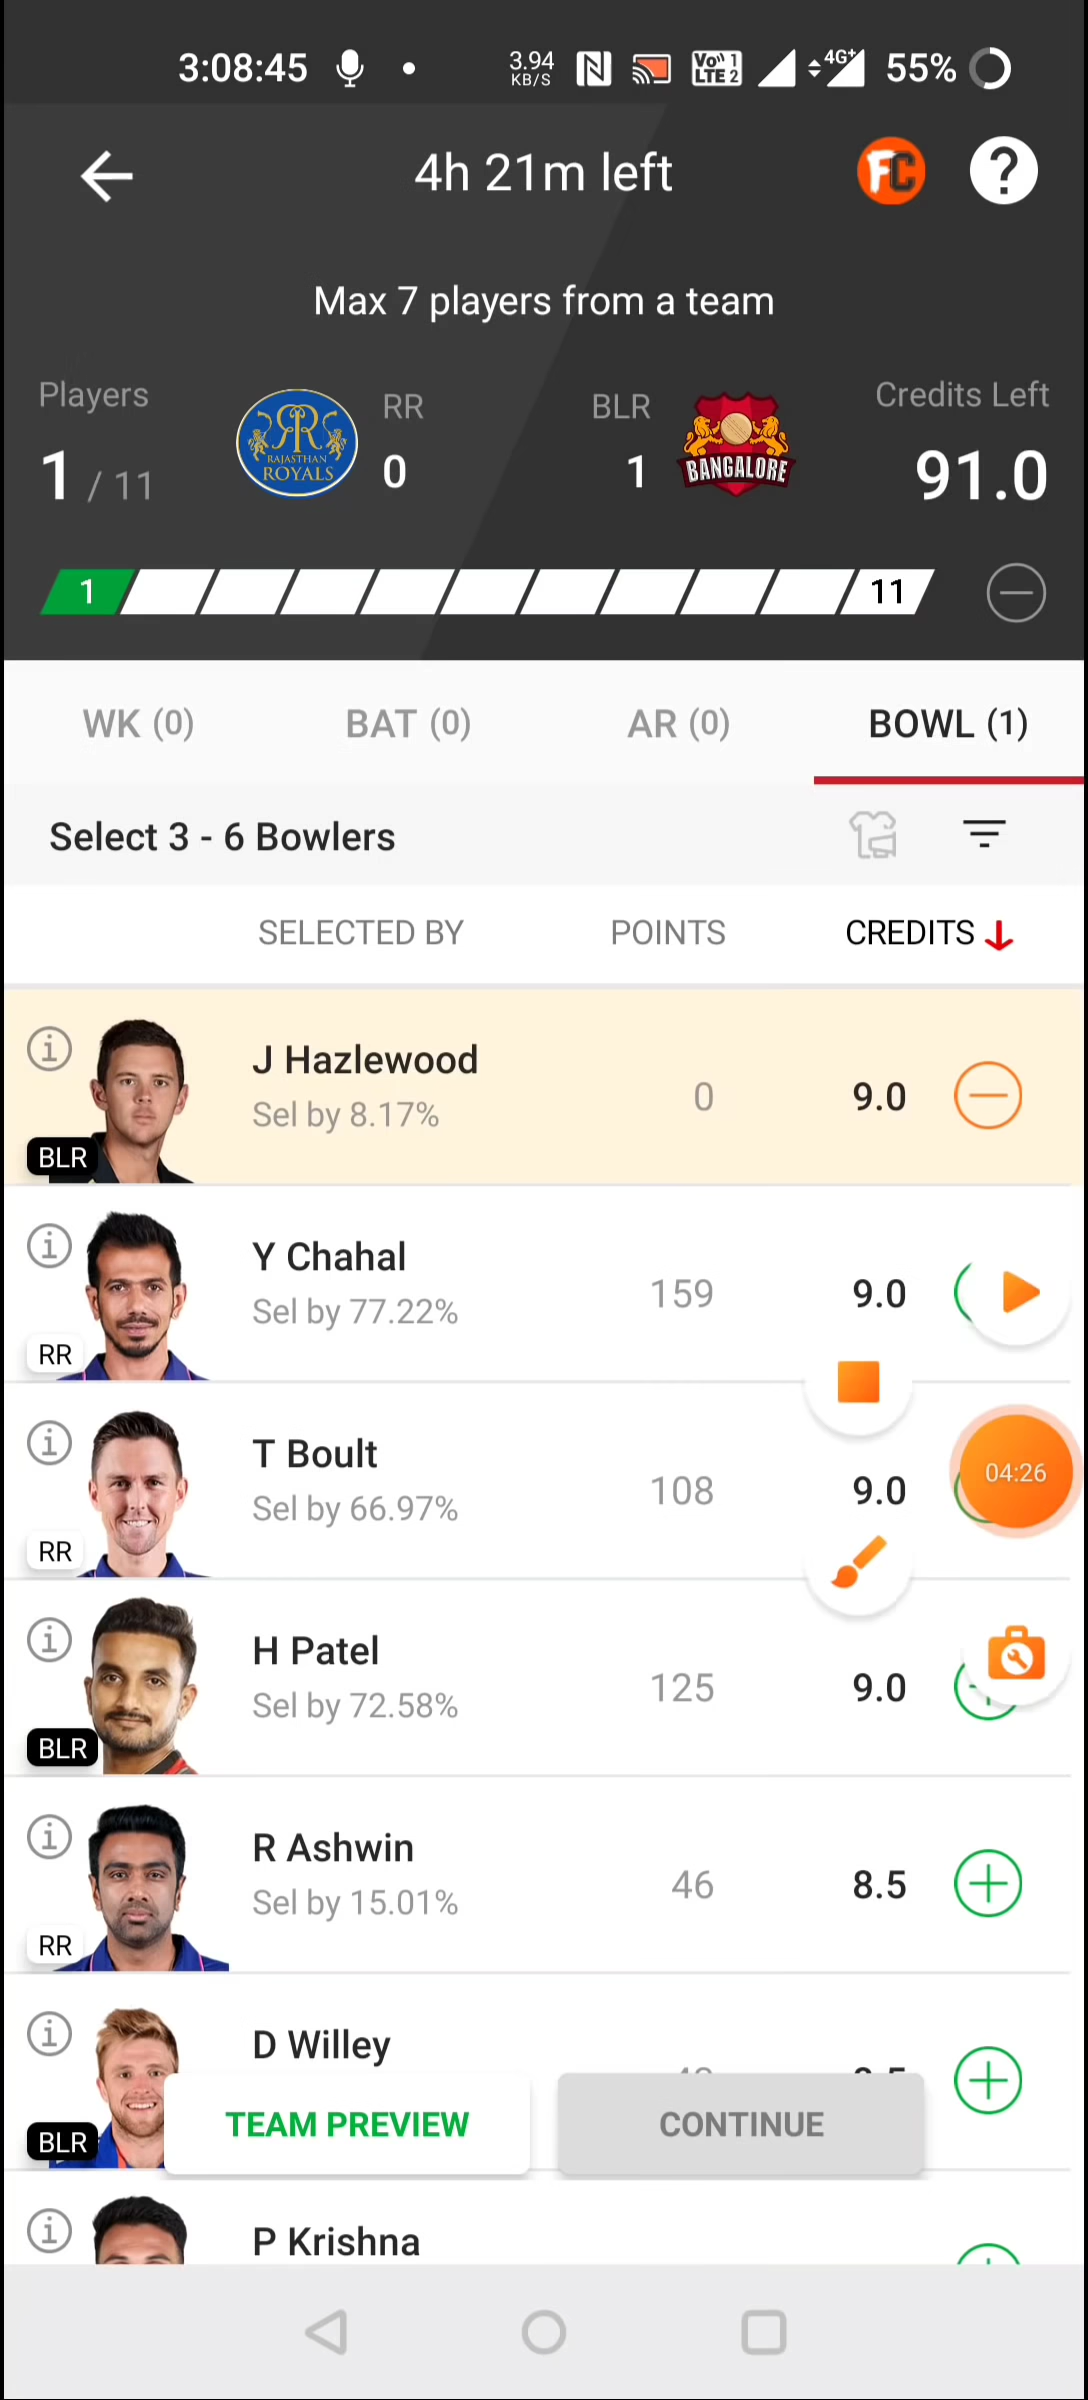 3:08:45 3.94 KB/S VoLTE 1 2 4G+ 55%
4h 21m left FC ?
Max 7 players from a team
Players RR BLR Credits Left
1 / 11 RAJASTHAN ROYALS 0 1 BANGALORE 91.0
1 11
WK (0) BAT (0) AR (0) BOWL (1)
Select 3 - 6 Bowlers
SELECTED BY POINTS CREDITS
J Hazlewood
Sel by 8.17% 0 9.0
BLR
Y Chahal
Sel by 77.22% 159 9.0
RR
T Boult
Sel by 66.97% 108 9.0
04:26
RR
H Patel
Sel by 72.58% 125 9.0
BLR
R Ashwin
Sel by 15.01% 46 8.5
RR
D Willey
BLR
TEAM PREVIEW CONTINUE
P Krishna